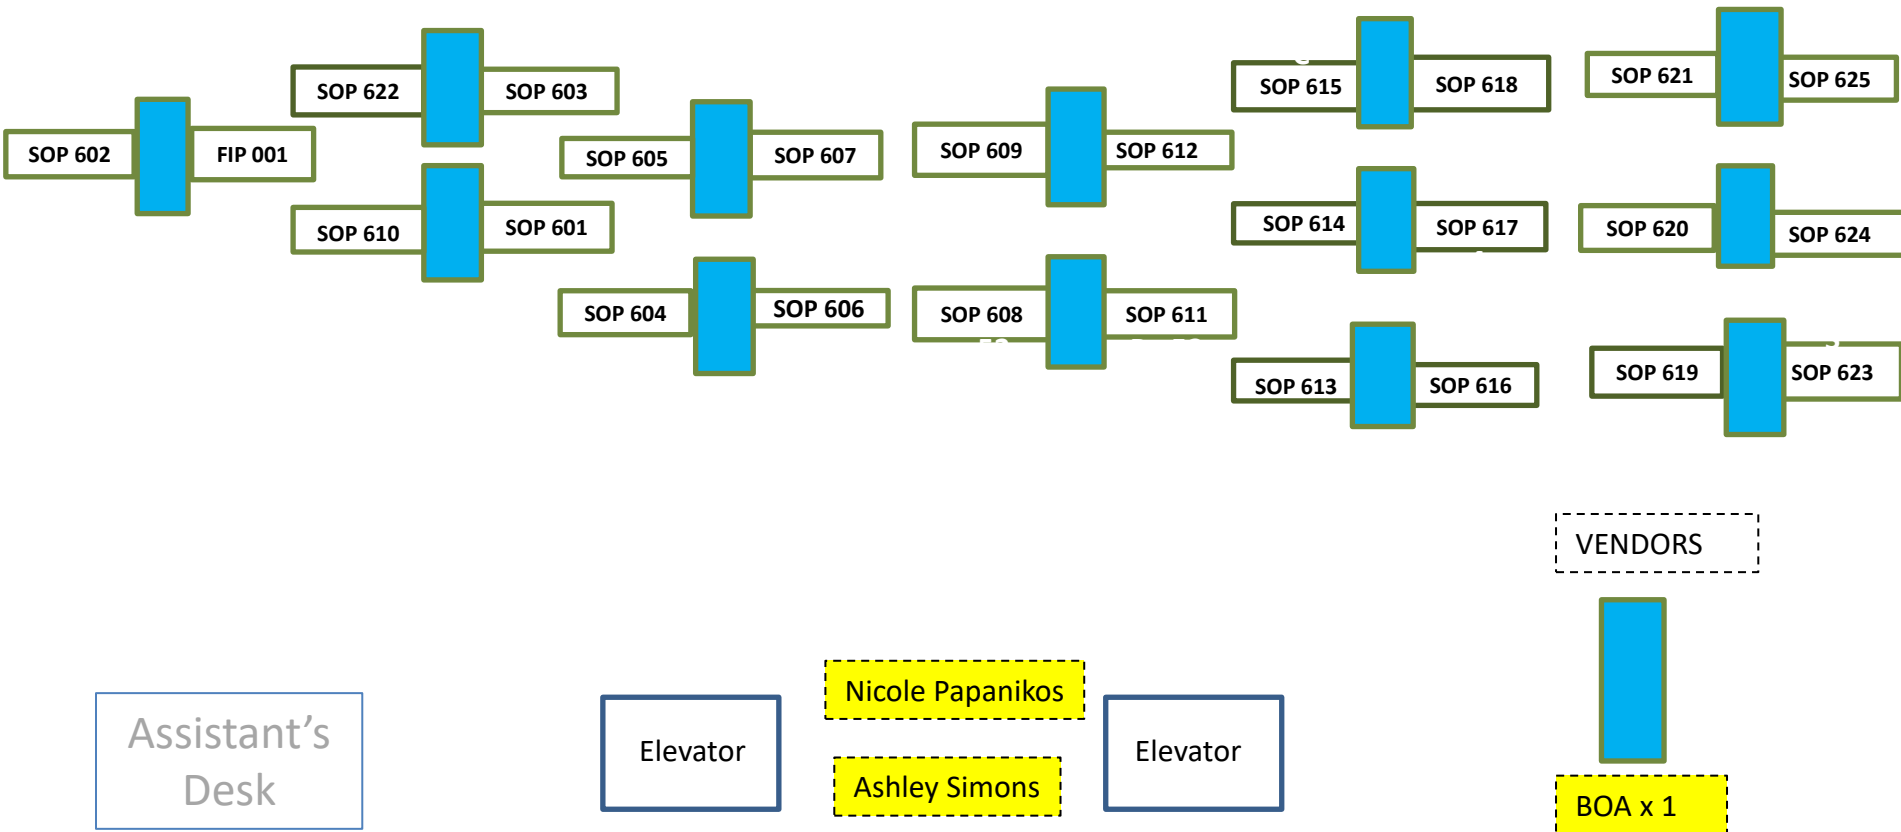 SOP 622
SOP 603
SOP 615
SOP 618
SOP 621
SOP 625
SOP 602
FIP 001
SOP 605
SOP 607
SOP 609
SOP 612
SOP 610
SOP 601
SOP 614
SOP 617
SOP 620
SOP 624
SOP 604
SOP 606
SOP 608
SOP 611
SOP 613
SOP 616
SOP 619
SOP 623
VENDORS
Nicole Papanikos
Assistant’s
Desk
Elevator
Elevator
Ashley Simons
BOA x 1